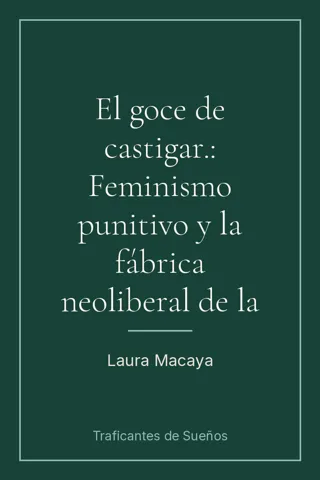 El goce de
castigar.:
Feminismo
punitivo y la
fábrica
neoliberal de la
Laura Macaya
Traficantes de Sueños